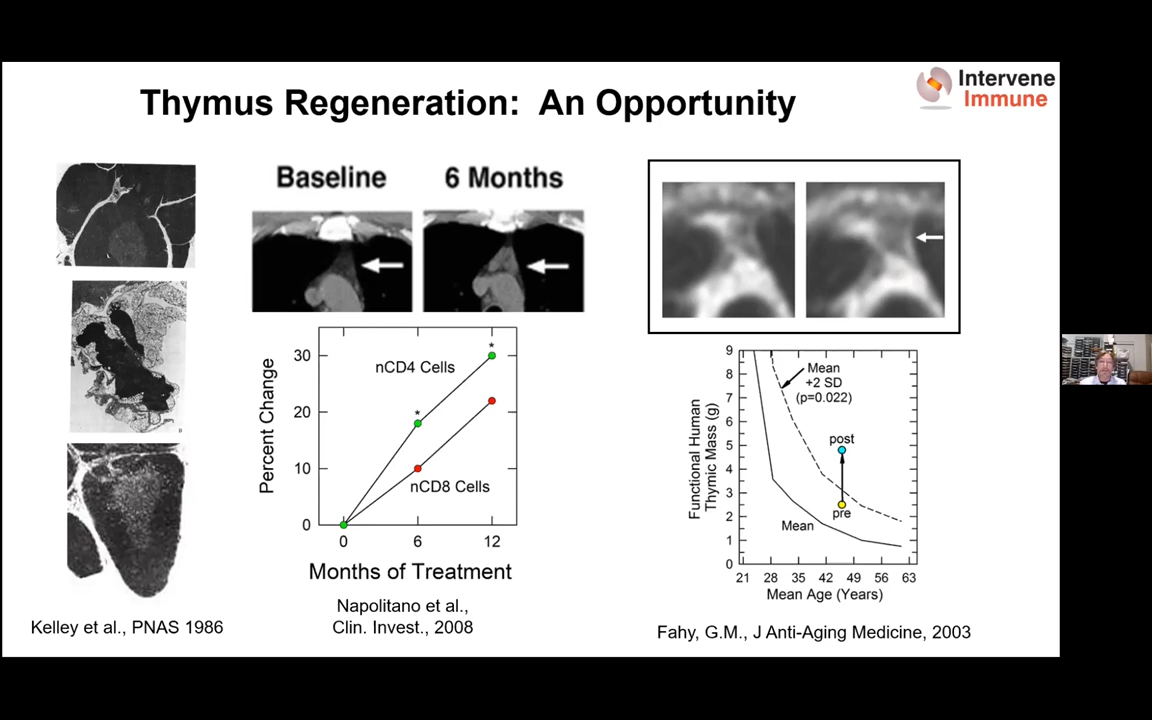 Thymus Regeneration: An Opportunity
Intervene
Immune
Baseline
6 Months
30
20
10
0
Percent Change
nCD4 Cells
nCD8 Cells
*
*
0
6
12
Months of Treatment
Kelley et al., PNAS 1986
Napolitano et al.,
Clin. Invest., 2008
9
8
7
6
5
4
3
2
1
0
Functional Human
Thymic Mass (g)
Mean
+2 SD
(p=0.022)
post
pre
Mean
21
28
35
42
49
56
63
Mean Age (Years)
Fahy, G.M., J Anti-Aging Medicine, 2003